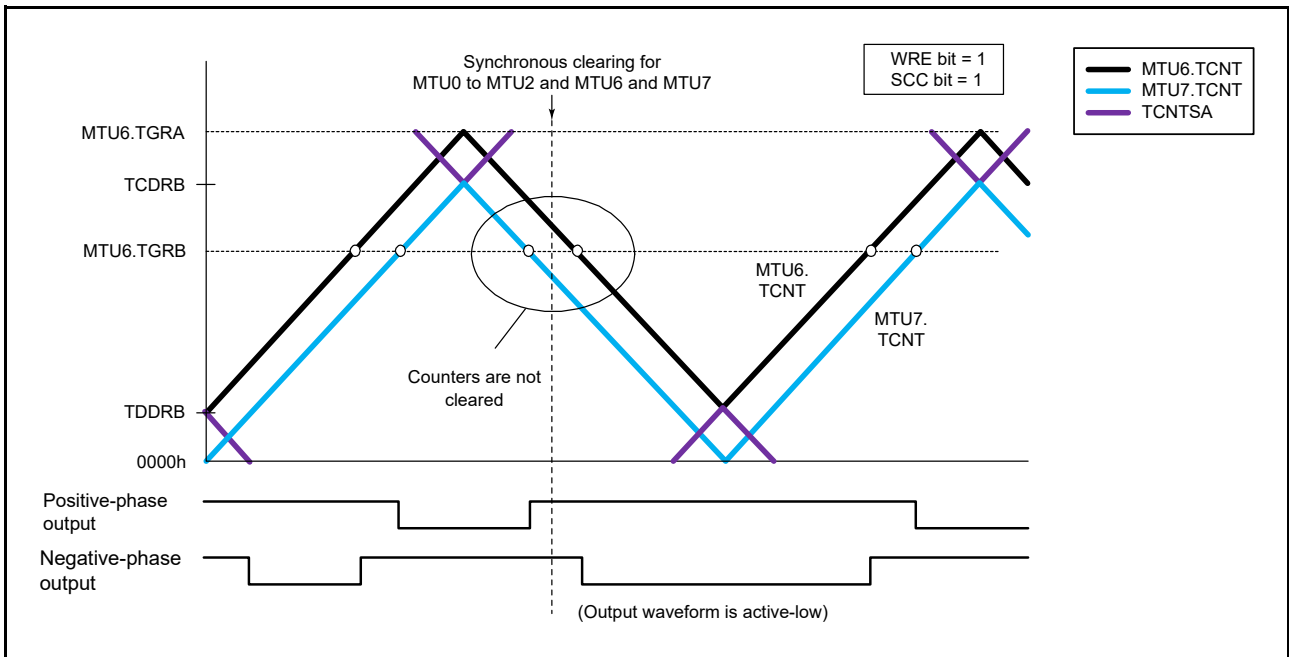 Synchronous clearing for
MTU0 to MTU2 and MTU6 and MTU7
WRE bit = 1
SCC bit = 1
MTU6.TCNT
MTU7.TCNT
TCNTSA
MTU6.TGRA
TCDRB
MTU6.TGRB
MTU6.
TCNT
MTU7.
TCNT
Counters are not
cleared
TDDRB
0000h
Positive-phase
output
Negative-phase
output
(Output waveform is active-low)